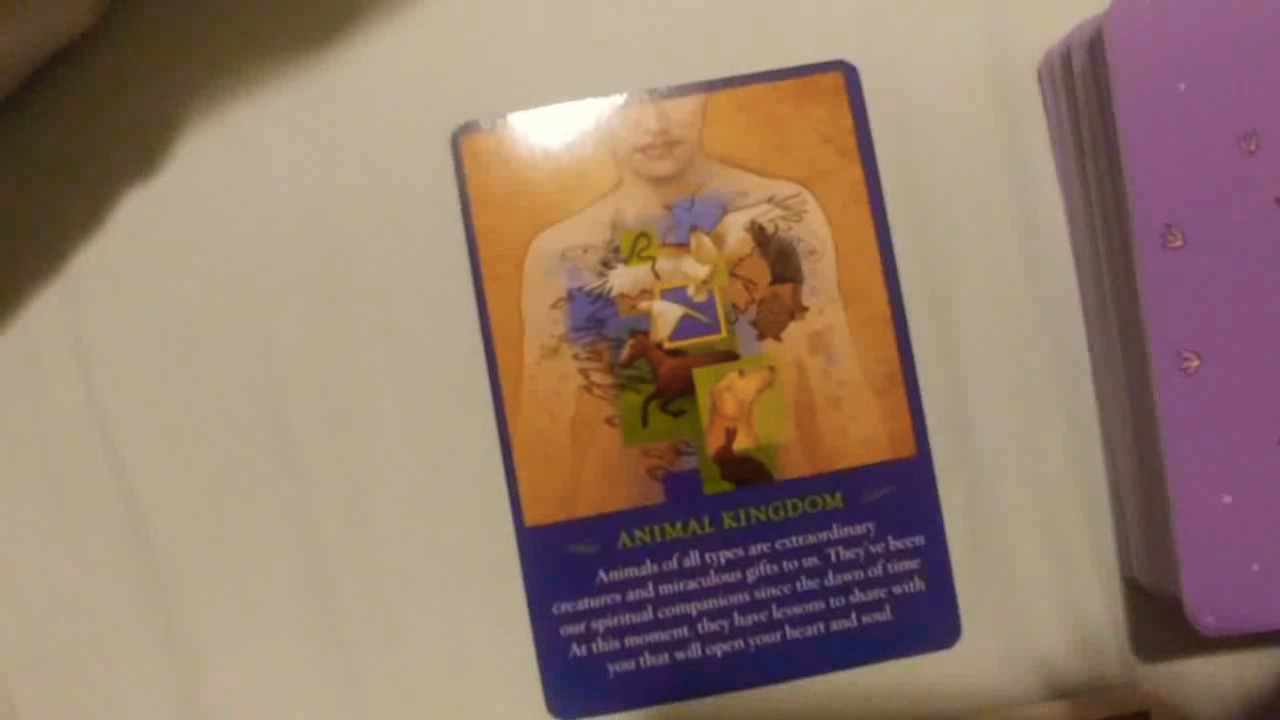 ANIMAL KINGDOM
Animals of all types are extraordinary
creatures and miraculous gifts to us. They've been
our spiritual companions since the dawn of time
At this moment, they have lessons to share with
you that will open your heart and soul.